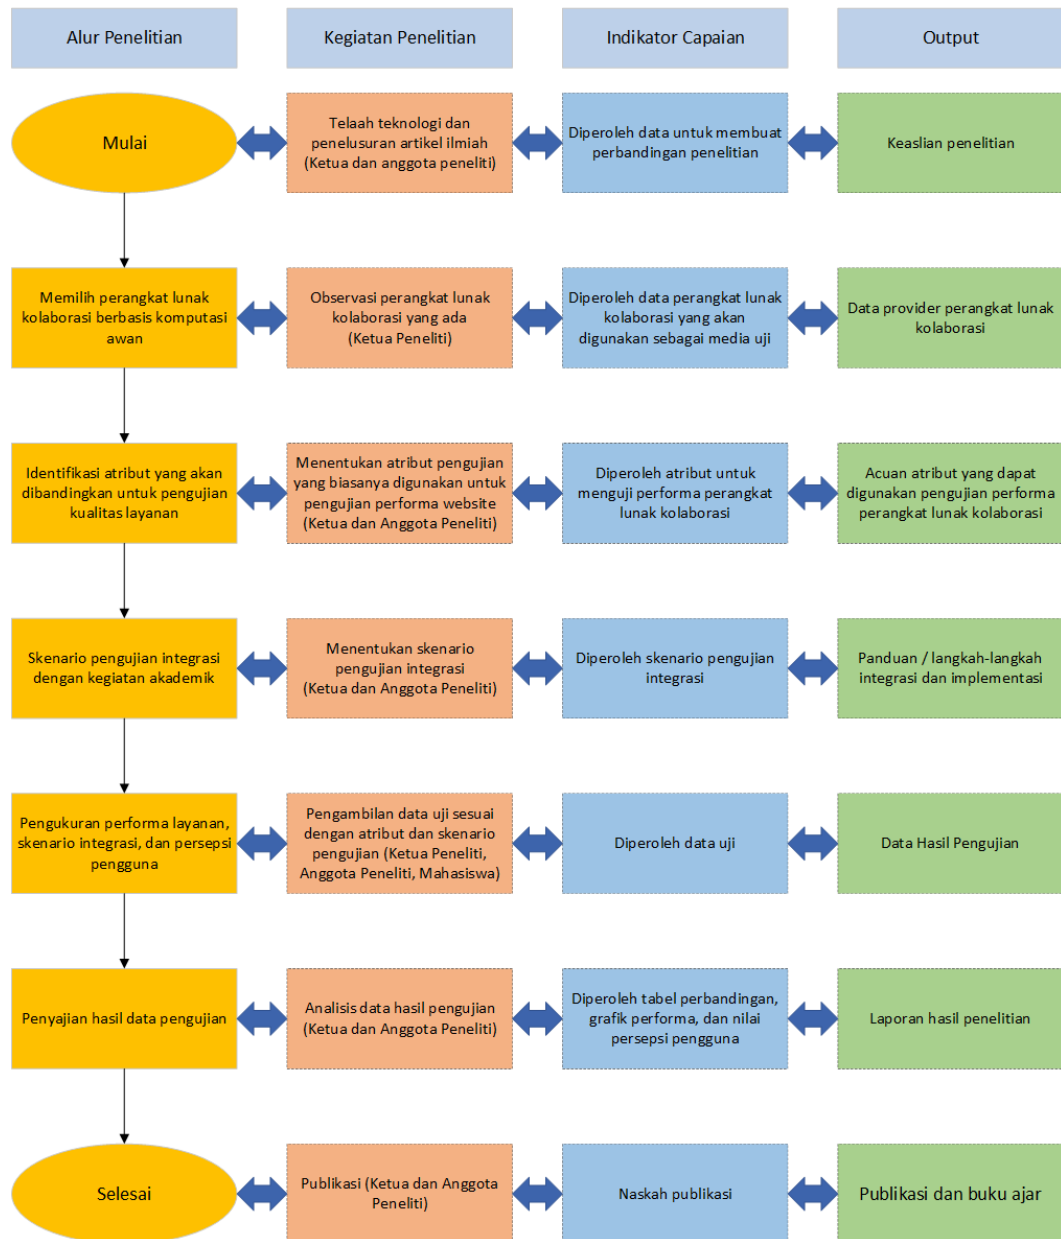 Alur Penelitian
Kegiatan Penelitian
Indikator Capaian
Output
Mulai
Telaah teknologi dan
penelusuran artikel ilmiah
(Ketua dan anggota peneliti)
Diperoleh data untuk membuat
perbandingan penelitian
Keaslian penelitian
Memilih perangkat lunak
kolaborasi berbasis komputasi
awan
Observasi perangkat lunak
kolaborasi yang ada
(Ketua Peneliti)
Diperoleh data perangkat lunak
kolaborasi yang akan
digunakan sebagai media uji
Data provider perangkat lunak
kolaborasi
Identifikasi atribut yang akan
dibandingkan untuk pengujian
kualitas layanan
Menentukan atribut pengujian
yang biasanya digunakan untuk
pengujian performa website
(Ketua dan Anggota Peneliti)
Diperoleh atribut untuk
menguji performa perangkat
lunak kolaborasi
Acuan atribut yang dapat
digunakan pengujian performa
perangkat lunak kolaborasi
Skenario pengujian integrasi
dengan kegiatan akademik
Menentukan skenario
pengujian integrasi
(Ketua dan Anggota Peneliti)
Diperoleh skenario pengujian
integrasi
Panduan / langkah-langkah
integrasi dan implementasi
Pengukuran performa layanan,
skenario integrasi, dan persepsi
pengguna
Pengambilan data uji sesuai
dengan atribut dan skenario
pengujian (Ketua Peneliti,
Anggota Peneliti, Mahasiswa)
Diperoleh data uji
Data Hasil Pengujian
Penyajian hasil data pengujian
Analisis data hasil pengujian
(Ketua dan Anggota Peneliti)
Diperoleh tabel perbandingan,
grafik performa, dan nilai
persepsi pengguna
Laporan hasil penelitian
Selesai
Publikasi (Ketua dan Anggota
Peneliti)
Naskah publikasi
Publikasi dan buku ajar